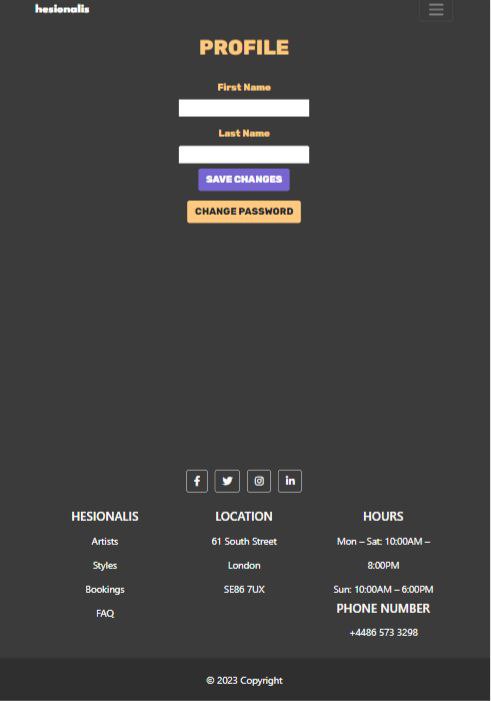 hesionalis
PROFILE
First Name
Last Name
SAVE CHANGES
CHANGE PASSWORD
HESIONALIS
Artists
Styles
Bookings
FAQ
LOCATION
61 South Street
London
SE86 7UX
HOURS
Mon – Sat: 10:00AM –
8:00PM
Sun: 10:00AM – 6:00PM
PHONE NUMBER
+4486 573 3298
© 2023 Copyright